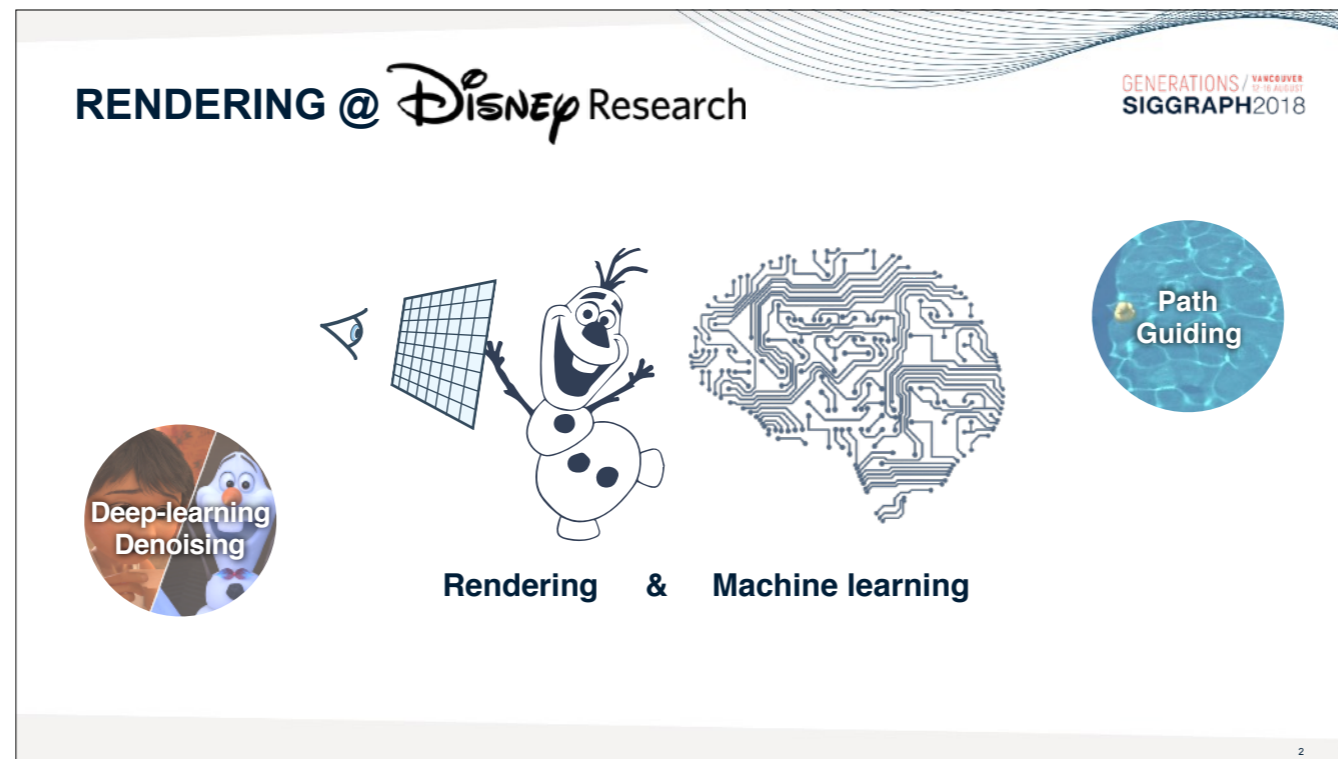 RENDERING @ Disney Research
GENERATIONS / VANCOUVER
12-16 AUGUST
SIGGRAPH2018
Path
Guiding
Deep-learning
Denoising
Rendering & Machine learning
2